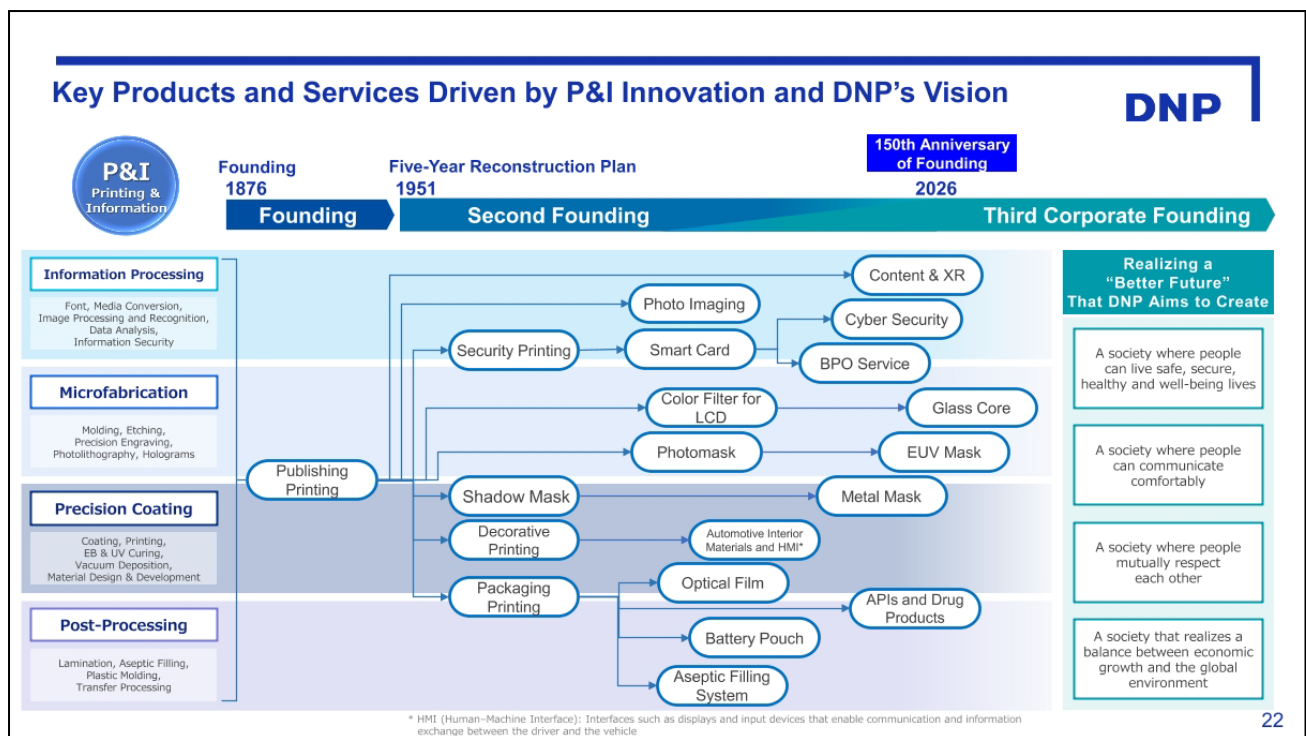 Key Products and Services Driven by P&I Innovation and DNP's Vision
DNP
P&I
Printing &
Information
Founding
1876
Five-Year Reconstruction Plan
1951
150th Anniversary
of Founding
2026
Founding
Second Founding
Third Corporate Founding
Information Processing
Font, Media Conversion,
Image Processing and Recognition,
Data Analysis,
Information Security
Microfabrication
Molding, Etching,
Precision Engraving,
Photolithography, Holograms
Precision Coating
Coating, Printing,
EB & UV Curing,
Vacuum Deposition,
Material Design & Development
Post-Processing
Lamination, Aseptic Filling,
Plastic Molding,
Transfer Processing
Publishing
Printing
Content & XR
Photo Imaging
Cyber Security
Security Printing
Smart Card
BPO Service
Color Filter for
LCD
Glass Core
Photomask
EUV Mask
Shadow Mask
Metal Mask
Decorative
Printing
Automotive Interior
Materials and HMI*
Packaging
Printing
Optical Film
APIs and Drug
Products
Battery Pouch
Aseptic Filling
System
Realizing a
“Better Future”
That DNP Aims to Create
A society where people
can live safe, secure,
healthy and well-being lives
A society where people
can communicate
comfortably
A society where people
mutually respect
each other
A society that realizes a
balance between economic
growth and the global
environment
* HMI (Human–Machine Interface): Interfaces such as displays and input devices that enable communication and information
exchange between the driver and the vehicle
22